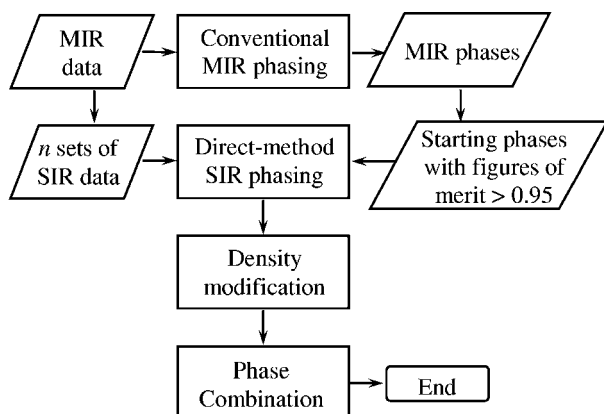 MIR
data
Conventional
MIR phasing
MIR phases
n sets of
SIR data
Direct-method
SIR phasing
Starting phases
with figures of
merit > 0.95
Density
modification
Phase
Combination
End